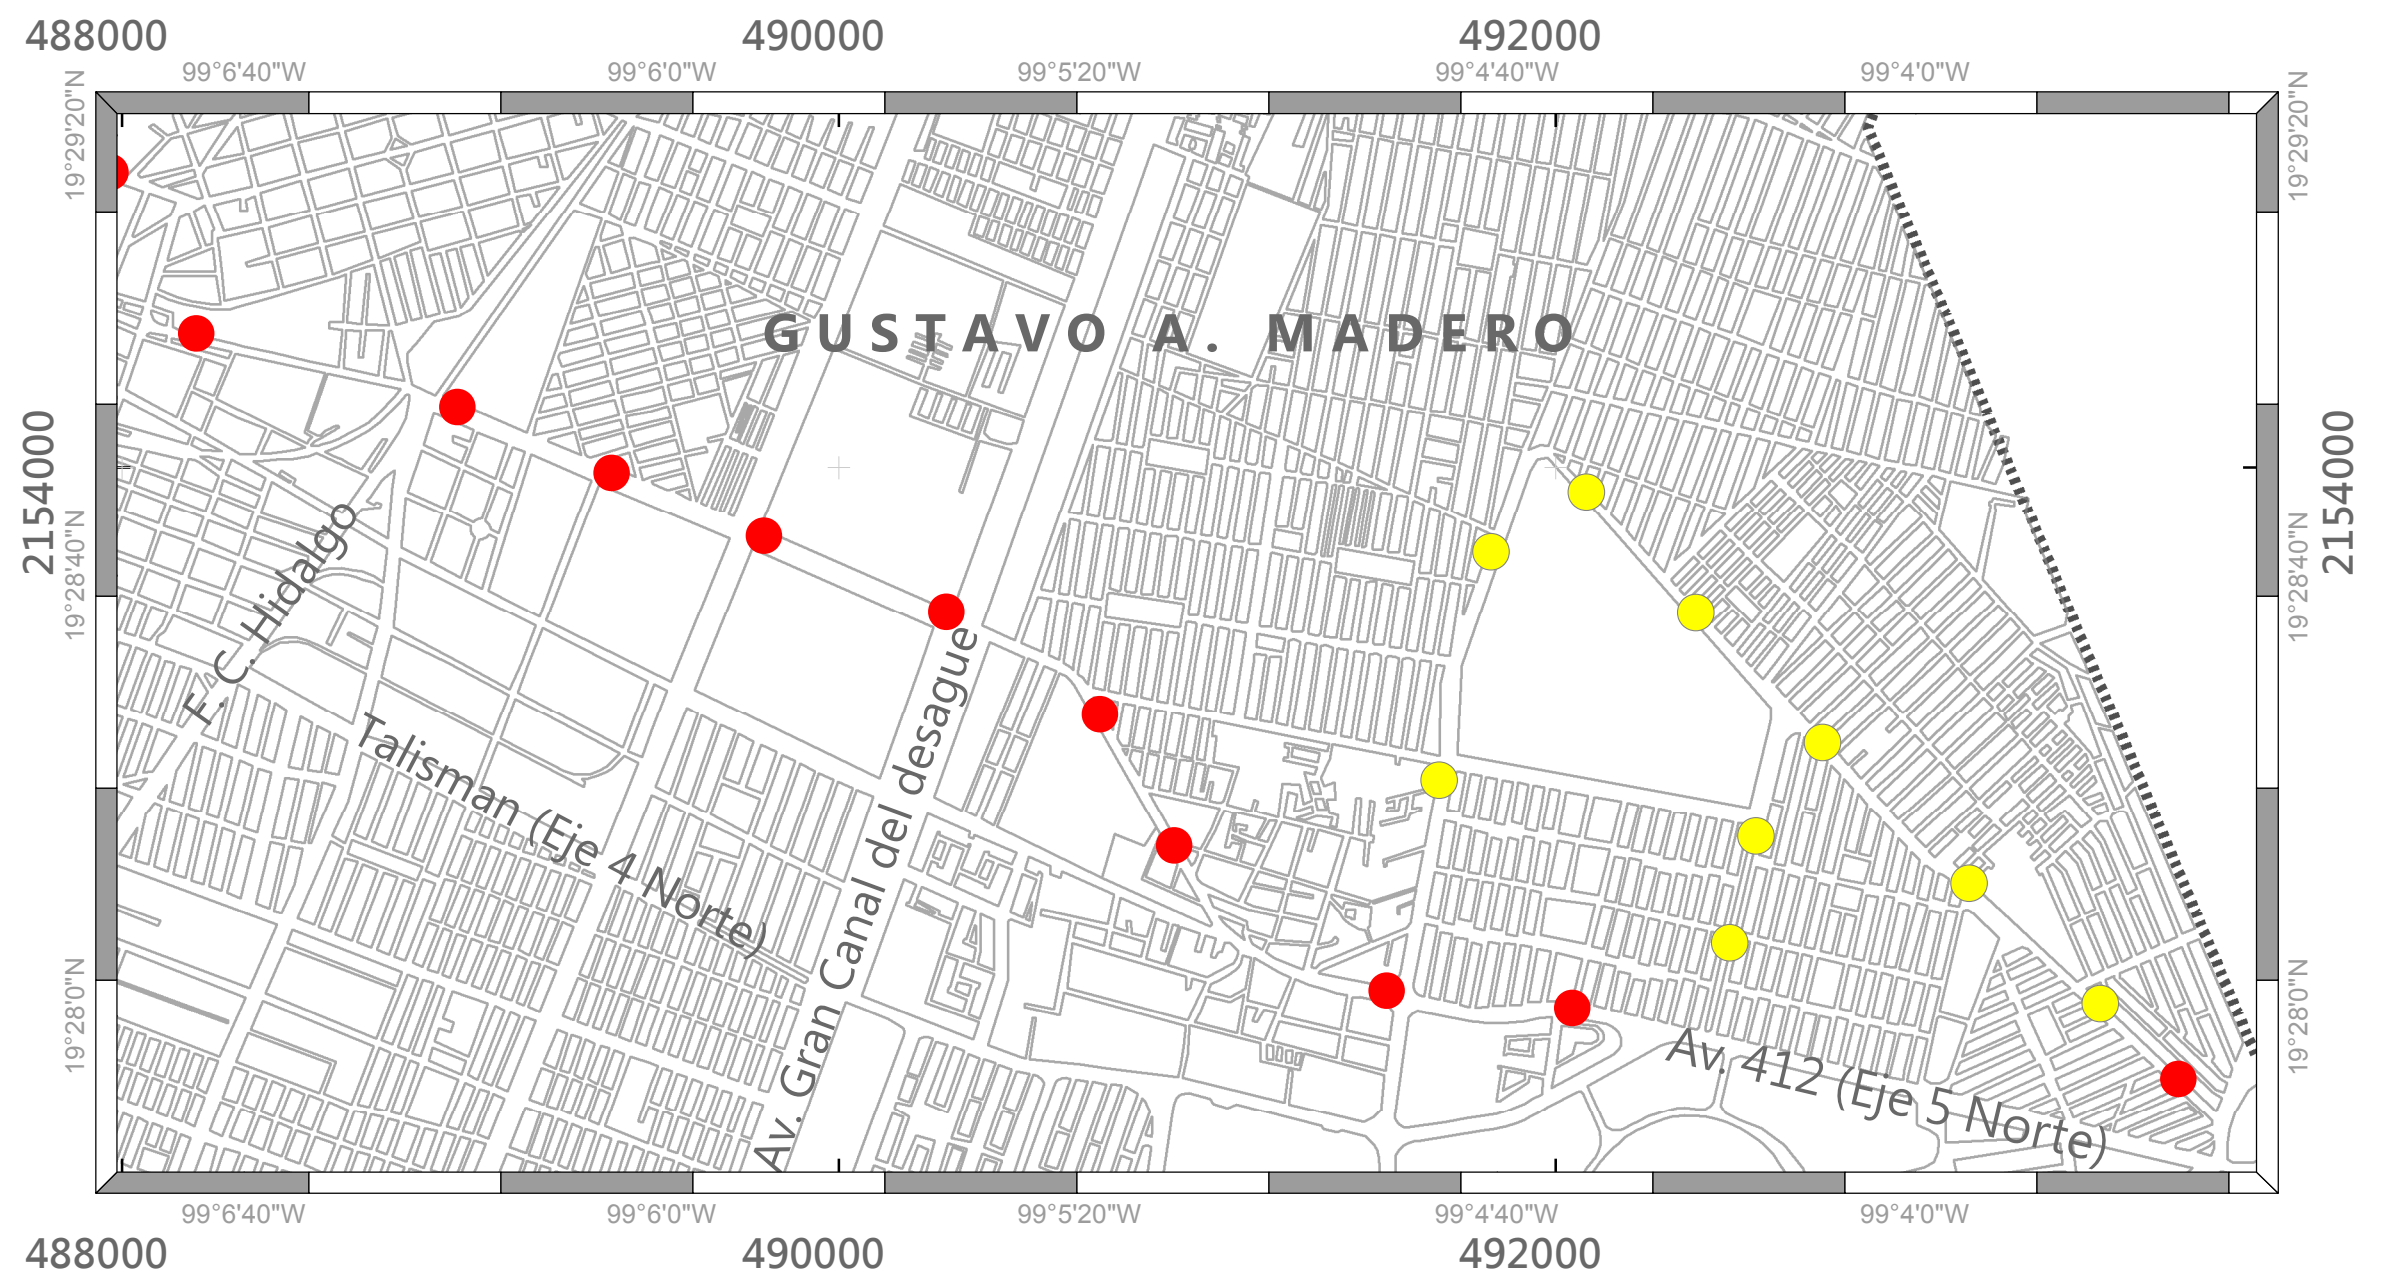 488000 490000 492000
99°6'40"W 99°6'0"W 99°5'20"W 99°4'40"W 99°4'0"W
19°29'20"N 19°29'20"N
GUSTAVO A. MADERO
2154000 2154000
19°28'40"N 19°28'40"N
F. C. Hidalgo
Talisman (Eje 4 Norte)
Av. Gran Canal del desague
19°28'0"N 19°28'0"N
Av. 412 (Eje 5 Norte)
99°6'40"W 99°6'0"W 99°5'20"W 99°4'40"W 99°4'0"W
488000 490000 492000